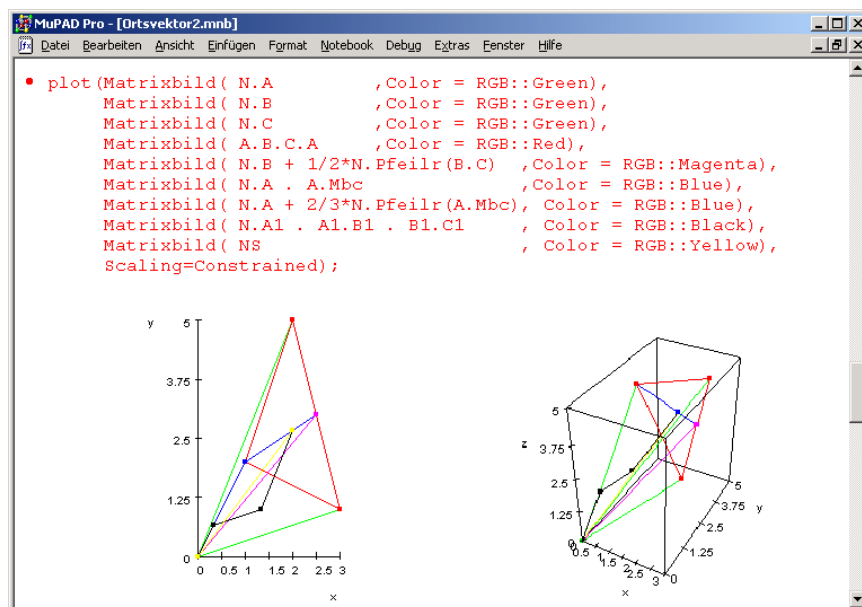 MuPAD Pro - [Ortsvektor2.mnb]
Datei Bearbeiten Ansicht Einfügen Format Notebook Debug Extras Fenster Hilfe
plot(Matrixbild( N.A ,Color = RGB::Green),
Matrixbild( N.B ,Color = RGB::Green),
Matrixbild( N.C ,Color = RGB::Green),
Matrixbild( A.B.C.A ,Color = RGB::Red),
Matrixbild( N.B + 1/2*N.Pfeilr(B.C) ,Color = RGB::Magenta),
Matrixbild( N.A . A.Mbc ,Color = RGB::Blue),
Matrixbild( N.A + 2/3*N.Pfeilr(A.Mbc), Color = RGB::Blue),
Matrixbild( N.A1 . A1.B1 . B1.C1 , Color = RGB::Black),
Matrixbild( NS , Color = RGB::Yellow),
Scaling=Constrained);
y
5
3.75
2.5
1.25
0
0 0.5 1 1.5 2 2.5 3
x
z
5
3.75
2.5
1.25
0
0 0.5 1 1.5 2 2.5 3
x
0
1.25
2.5
3.75
5
y